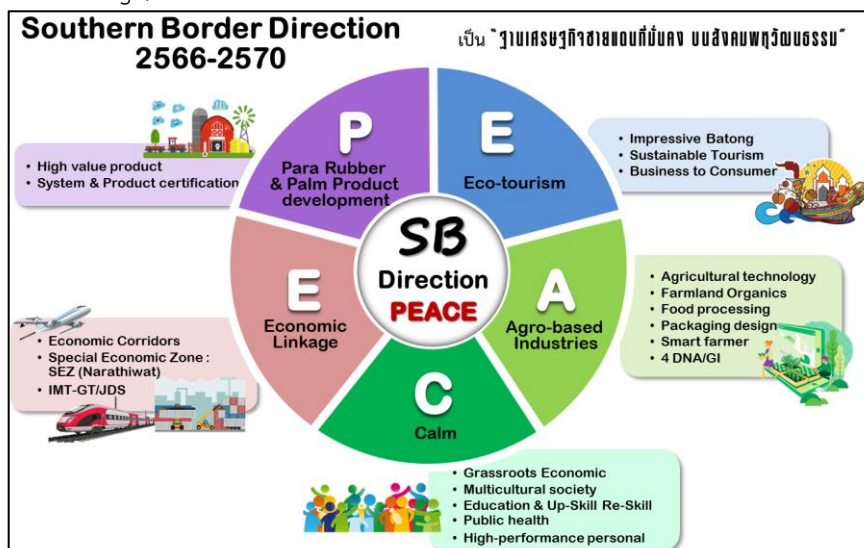 Southern Border Direction
2566-2570
เป็น "ฐานเศรษฐกิจชายแดนที่มั่นคง บนสังคมพหุวัฒนธรรม"
P
Para Rubber
& Palm Product
development
• High value product
• System & Product certification
E
Eco-tourism
• Impressive Batong
• Sustainable Tourism
• Business to Consumer
SB
Direction
PEACE
E
Economic
Linkage
• Economic Corridors
• Special Economic Zone :
SEZ (Narathiwat)
• IMT-GT/JDS
A
Agro-based
Industries
• Agricultural technology
• Farmland Organics
• Food processing
• Packaging design
• Smart farmer
• 4 DNA/GI
C
Calm
• Grassroots Economic
• Multicultural society
• Education & Up-Skill Re-Skill
• Public health
• High-performance personal